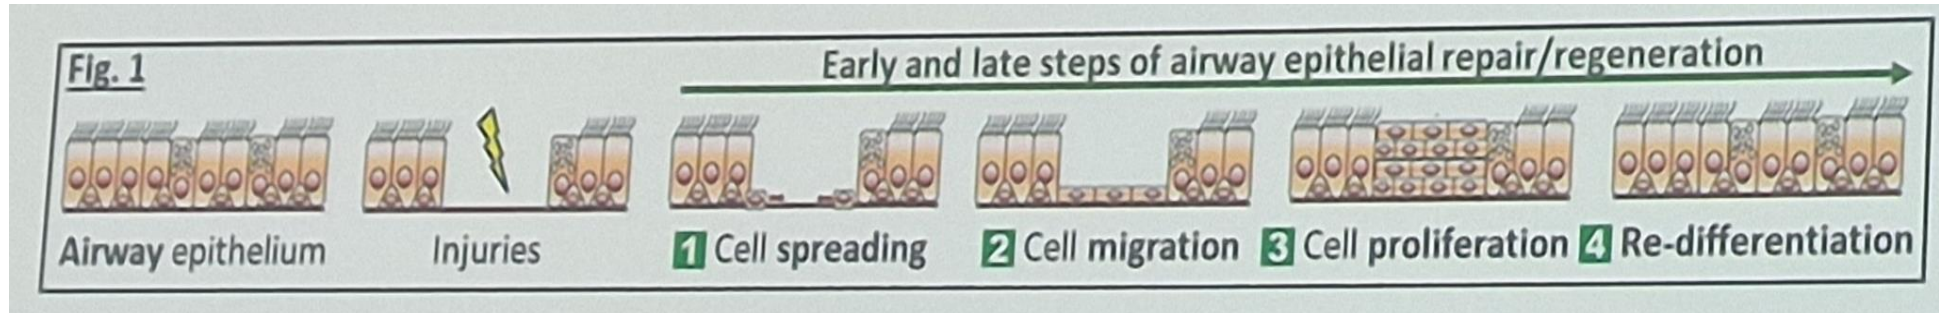 Fig. 1
Early and late steps of airway epithelial repair/regeneration
Airway epithelium
Injuries
1 Cell spreading
2 Cell migration
3 Cell proliferation
4 Re-differentiation